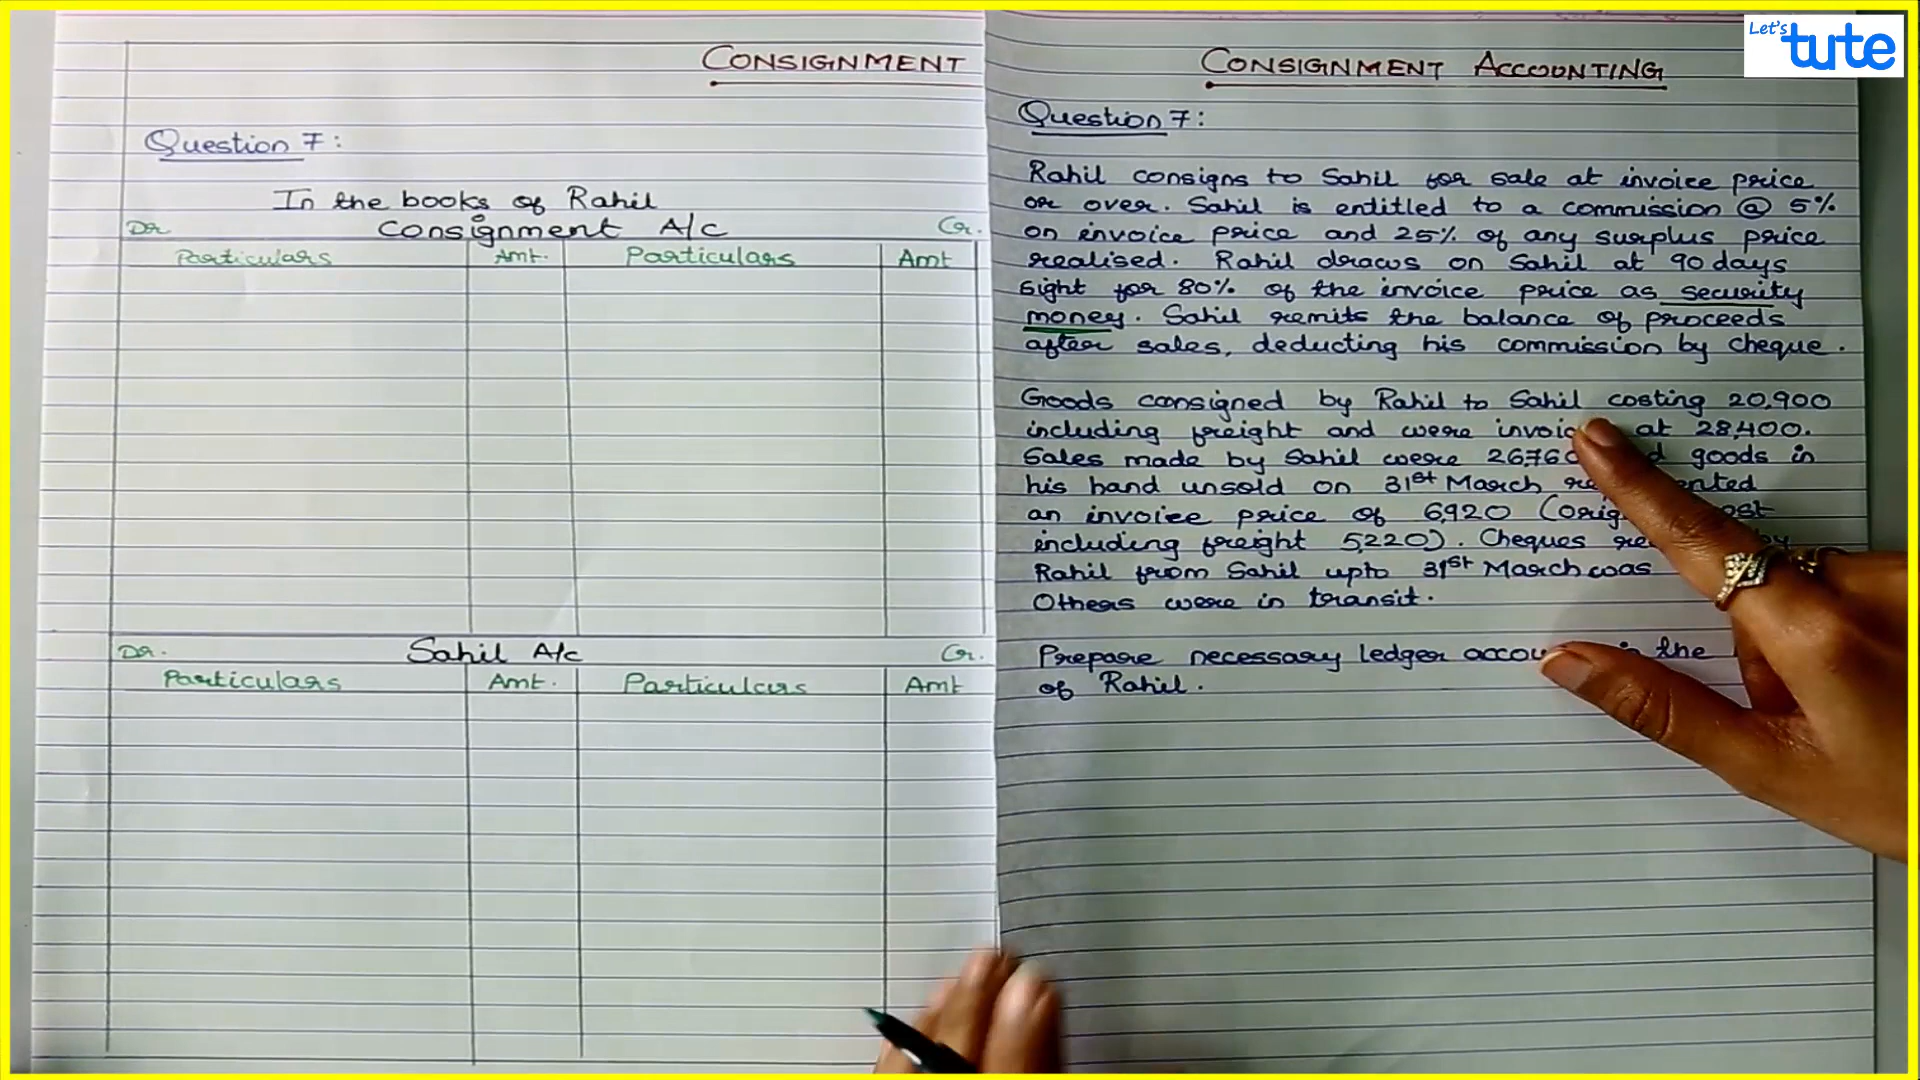 Let's tute
CONSIGNMENT
Question 7:
In the books of Rahil
Dr Consignment A/c Cr.
Particulars Amt. Particulars Amt
Dr. Sahil A/c Cr.
Particulars Amt. Particulars Amt
CONSIGNMENT ACCOUNTING
Question 7:
Rahil consigns to Sahil for sale at invoice price
or over. Sahil is entitled to a commission @ 5%
on invoice price and 25% of any surplus price
realised. Rahil draws on Sahil at 90 days
sight for 80% of the invoice price as security
money. Sahil remits the balance of proceeds
after sales, deducting his commission by cheque.
Goods consigned by Rahil to Sahil costing 20,900
including freight and were at 28,400.
Sales made by Sahil were goods in
his hand unsold on 31st March
an invoice price of 6,920
including freight 5,220). Cheques
Rahil from Sahil upto 31st March was
Others were in transit.
Prepare necessary ledger the
of Rahil.